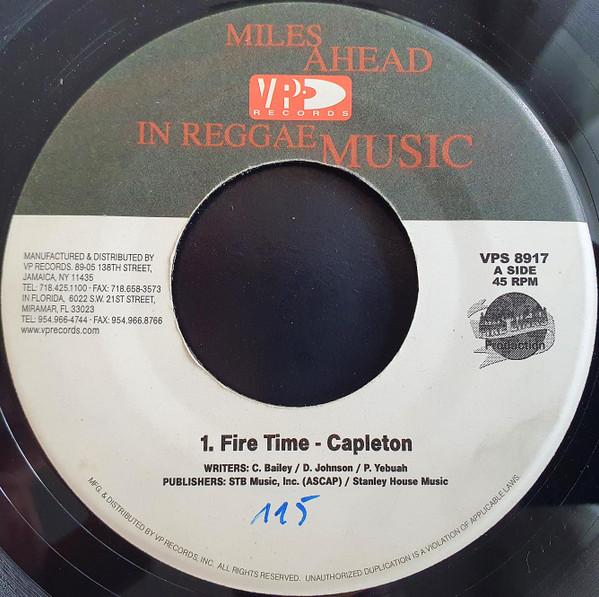 MILES
AHEAD
VP
RECORDS
IN REGGAE MUSIC
MANUFACTURED & DISTRIBUTED BY
VP RECORDS. 89-05 138TH STREET,
JAMAICA, NY 11435
TEL: 718.425.1100 · FAX: 718.658-3573
IN FLORIDA, 6022 S.W. 21ST STREET,
MIRAMAR, FL 33023
TEL: 954.966-4744 · FAX: 954.966.8766
www.vprecords.com
VPS 8917
A SIDE
45 RPM
Production
1. Fire Time - Capleton
WRITERS: C. Bailey / D. Johnson / P. Yebuah
PUBLISHERS: STB Music, Inc. (ASCAP) / Stanley House Music
115
MFG. & DISTRIBUTED BY VP RECORDS, INC. ALL RIGHTS RESERVED. UNAUTHORIZED DUPLICATION IS A VIOLATION OF APPLICABLE LAWS.